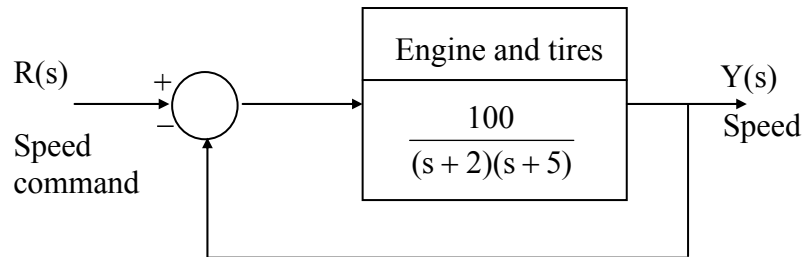 Engine and tires
R(s)
+
−
Y(s)
100
(s + 2)(s + 5)
Speed
Speed
command